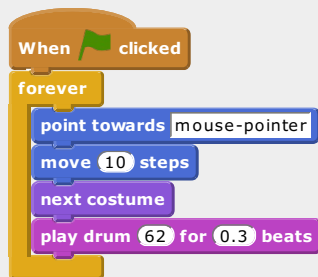 When clicked
forever
point towards mouse-pointer
move 10 steps
next costume
play drum 62 for 0.3 beats